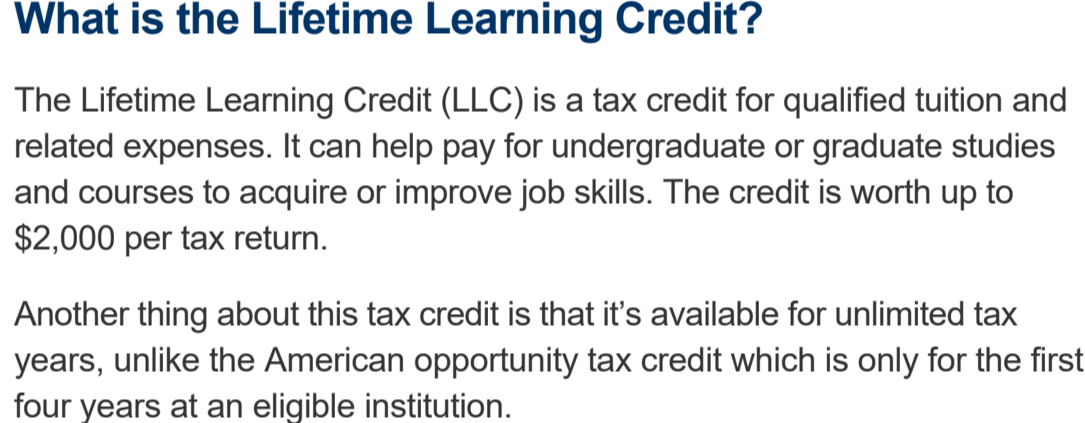 What is the Lifetime Learning Credit?
The Lifetime Learning Credit (LLC) is a tax credit for qualified tuition and
related expenses. It can help pay for undergraduate or graduate studies
and courses to acquire or improve job skills. The credit is worth up to
$2,000 per tax return.
Another thing about this tax credit is that it’s available for unlimited tax
years, unlike the American opportunity tax credit which is only for the first
four years at an eligible institution.